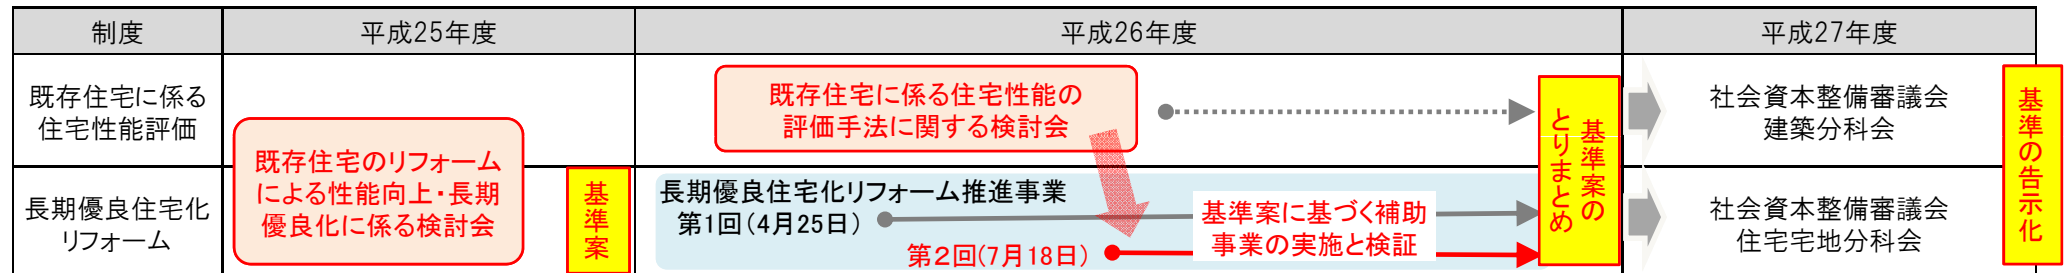 制度
平成25年度
平成26年度
平成27年度
既存住宅に係る
住宅性能評価
既存住宅に係る住宅性能の
評価手法に関する検討会
社会資本整備審議会
建築分科会
長期優良住宅化
リフォーム
既存住宅のリフォーム
による性能向上・長期
優良化に係る検討会
基準案
長期優良住宅化リフォーム推進事業
第1回(4月25日)
第2回(7月18日)
基準案に基づく補助
事業の実施と検証
基準案の
とりまとめ
社会資本整備審議会
住宅宅地分科会
基準の告示化